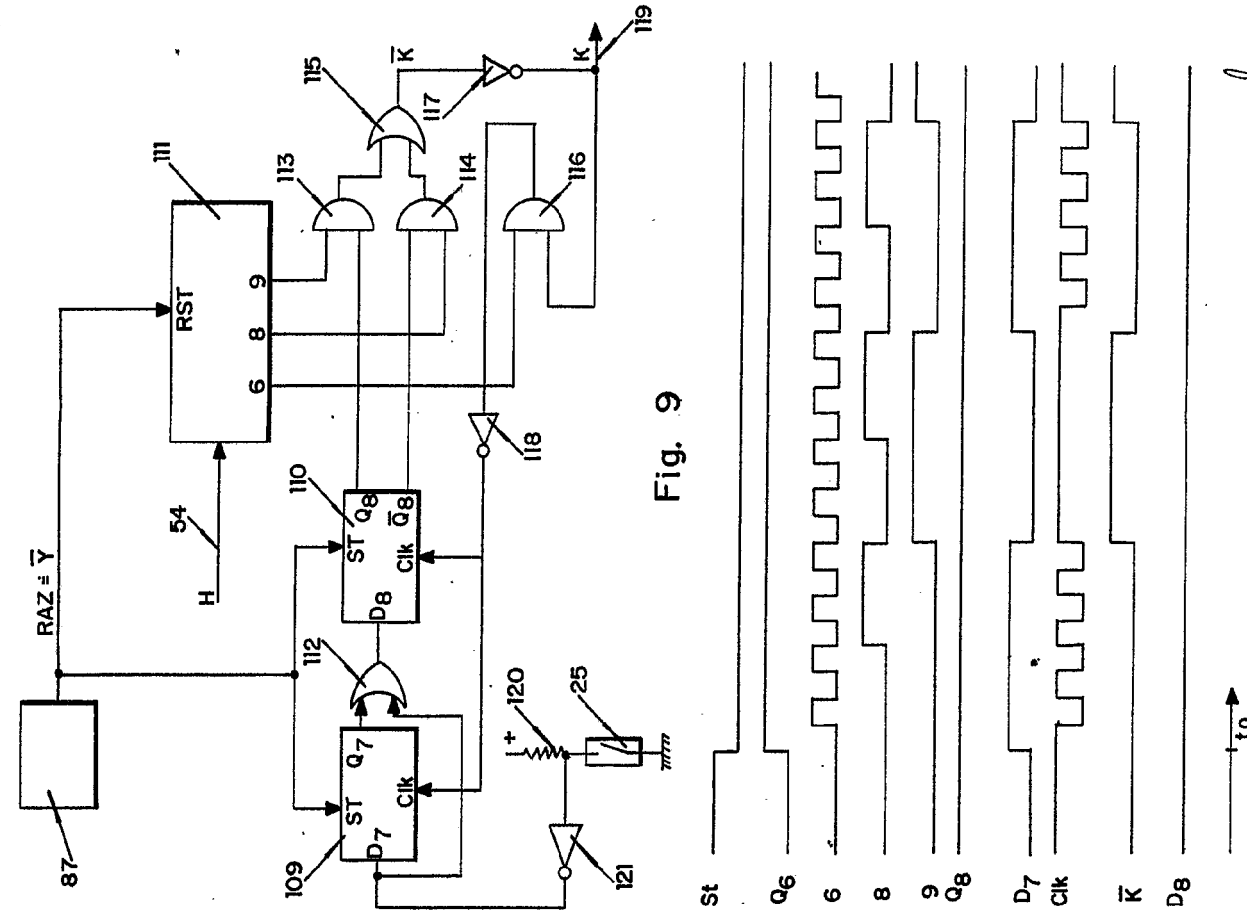 87
RAZ = Y̅
H
54
111
RST
6
8
9
113
115
K̅
117
K
119
114
116
118
110
ST
D8
Q8
Q̅8
Clk
112
109
ST
D7
Q7
Clk
+
120
25
121
Fig. 9
St
Q6
6
8
9
Q8
D7
Clk
K̅
D8
to